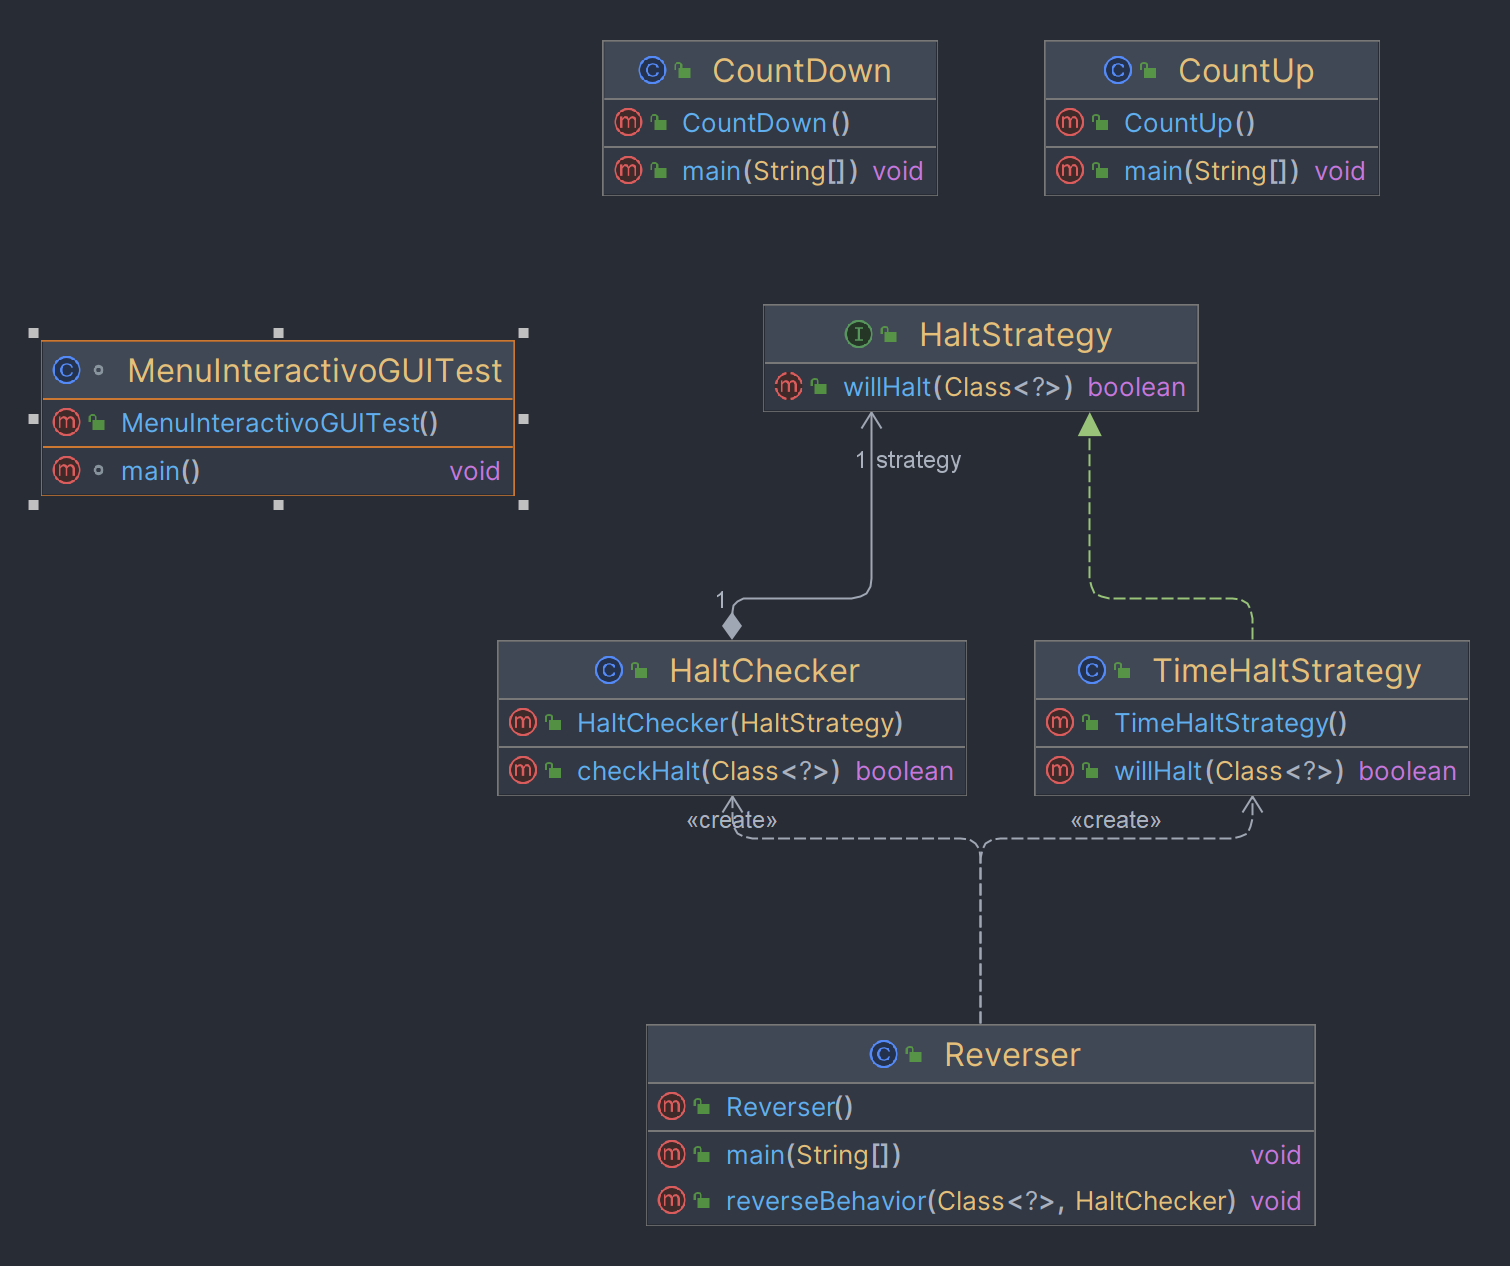 CountDown
CountDown()
main(String[]) void
CountUp
CountUp()
main(String[]) void
MenuInteractivoGUITest
MenuInteractivoGUITest()
main() void
HaltStrategy
willHalt(Class<?>) boolean
1 strategy
1
HaltChecker
HaltChecker(HaltStrategy)
checkHalt(Class<?>) boolean
TimeHaltStrategy
TimeHaltStrategy()
willHalt(Class<?>) boolean
«create»
«create»
Reverser
Reverser()
main(String[]) void
reverseBehavior(Class<?>, HaltChecker) void